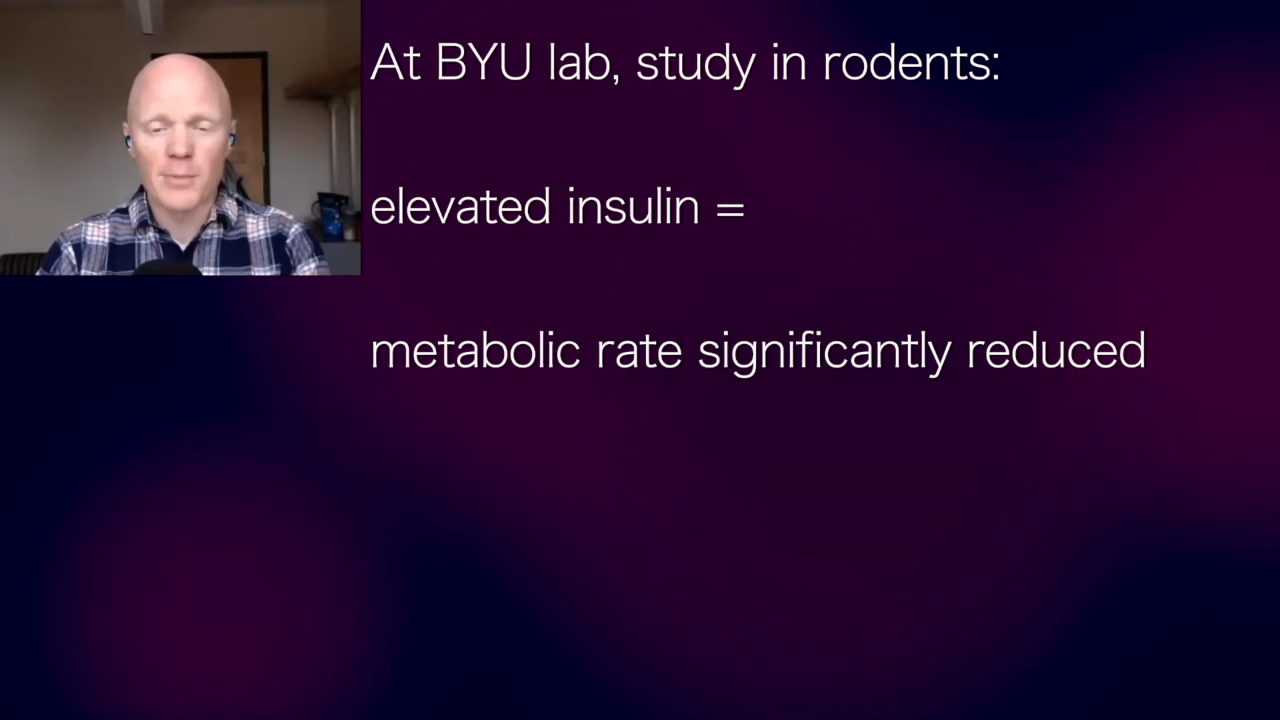 At BYU lab, study in rodents:
elevated insulin =
metabolic rate significantly reduced